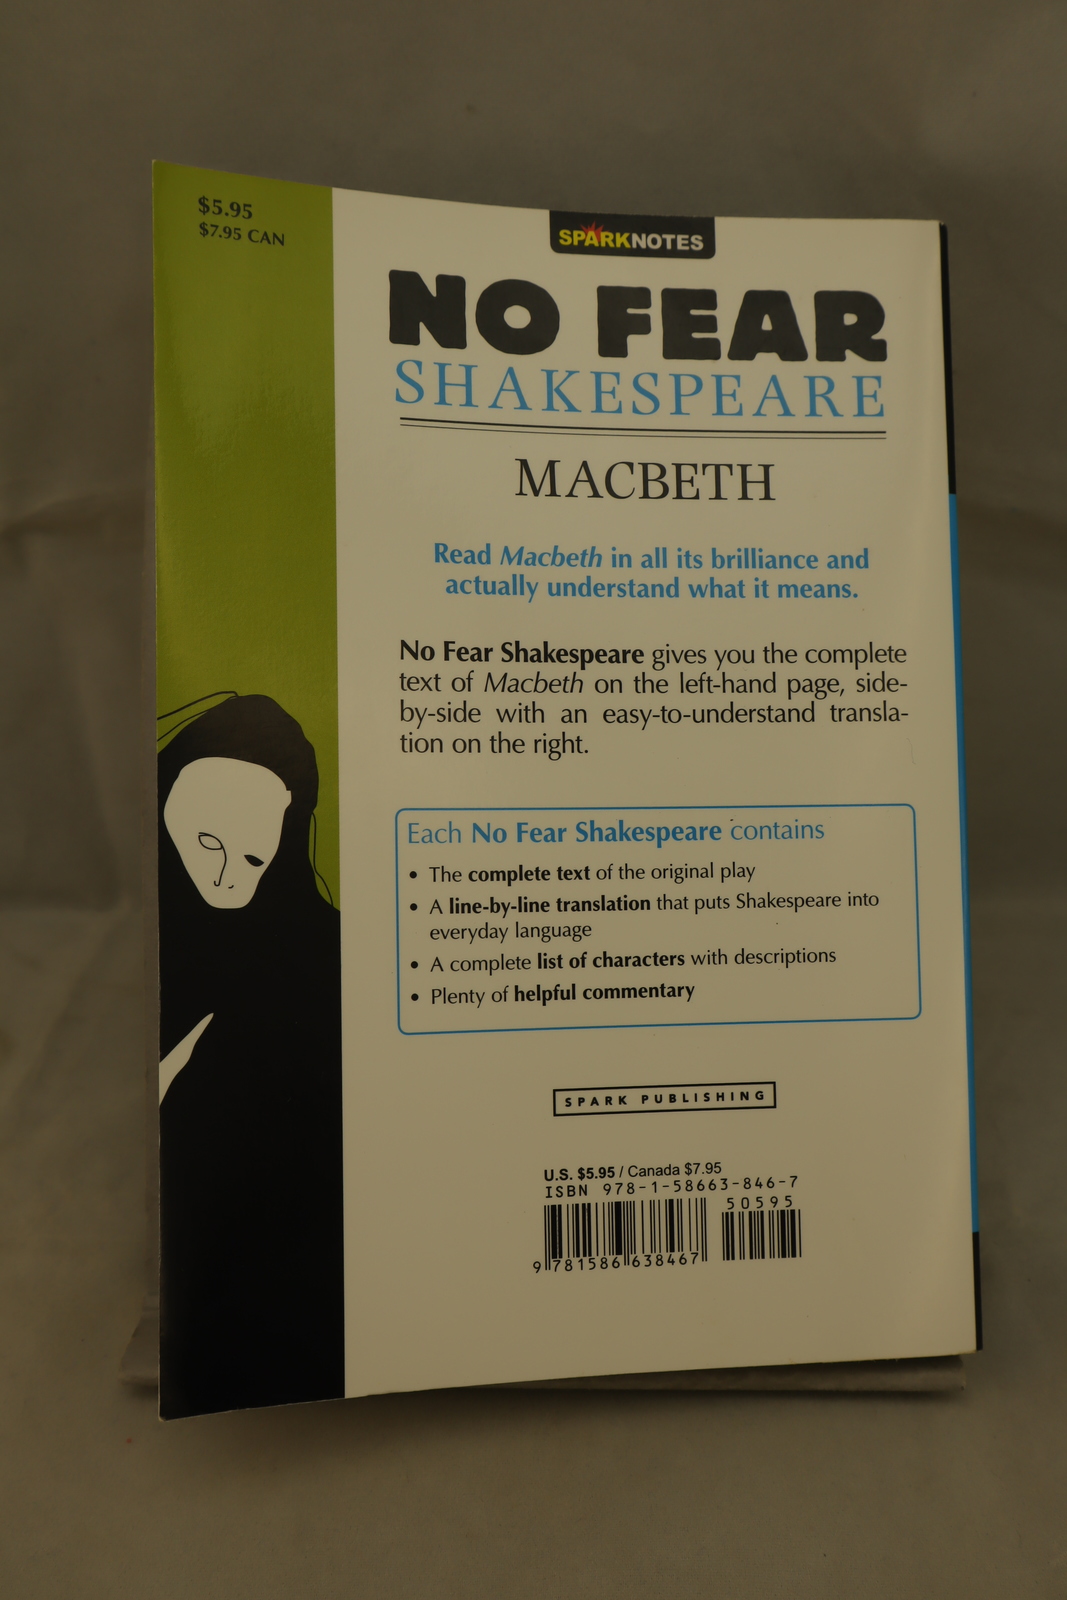 $5.95
$7.95 CAN
SPARKNOTES
NO FEAR
SHAKESPEARE
MACBETH
Read Macbeth in all its brilliance and
actually understand what it means.
No Fear Shakespeare gives you the complete
text of Macbeth on the left-hand page, side-
by-side with an easy-to-understand transla-
tion on the right.
Each No Fear Shakespeare contains
• The complete text of the original play
• A line-by-line translation that puts Shakespeare into
everyday language
• A complete list of characters with descriptions
• Plenty of helpful commentary
SPARK PUBLISHING
U.S. $5.95 / Canada $7.95
ISBN 978-1-58663-846-7
50595
9 781586 638467